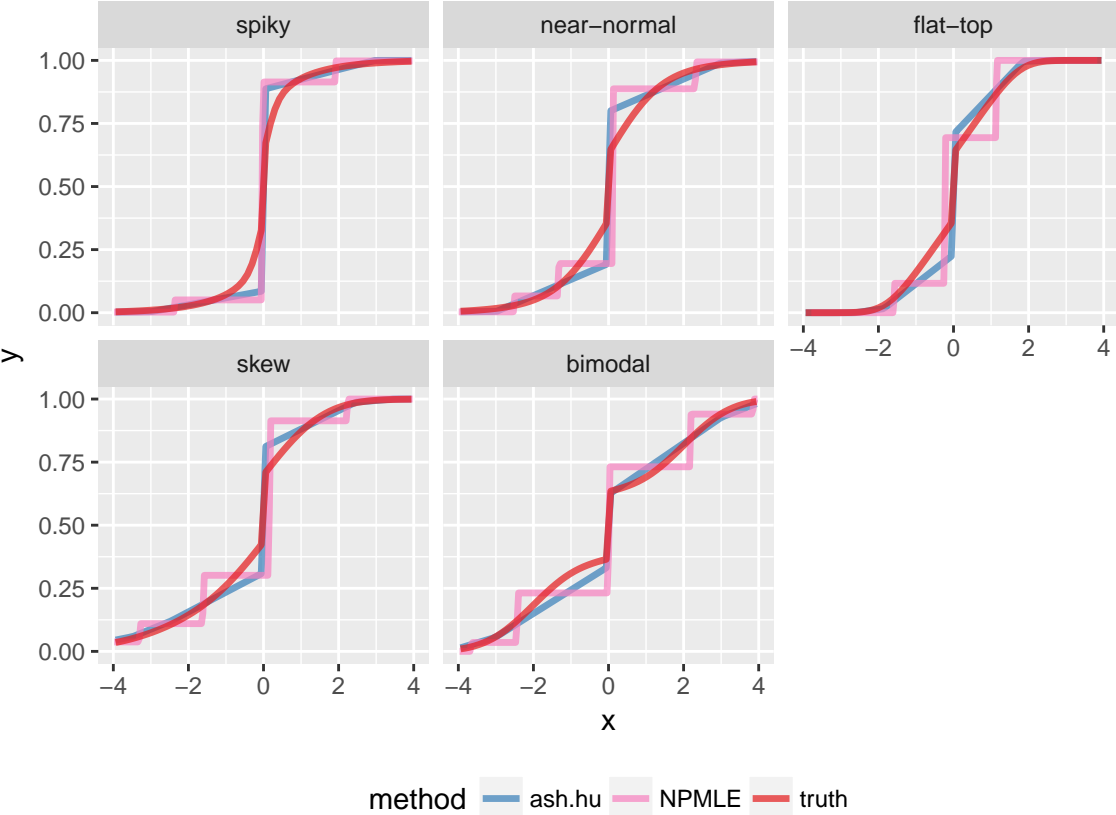 spiky near−normal flat−top
1.00
0.75
0.50
0.25
0.00
−4 −2 0 2 4
y
skew bimodal
1.00
0.75
0.50
0.25
0.00
−4 −2 0 2 4 −4 −2 0 2 4
x
method ash.hu NPMLE truth